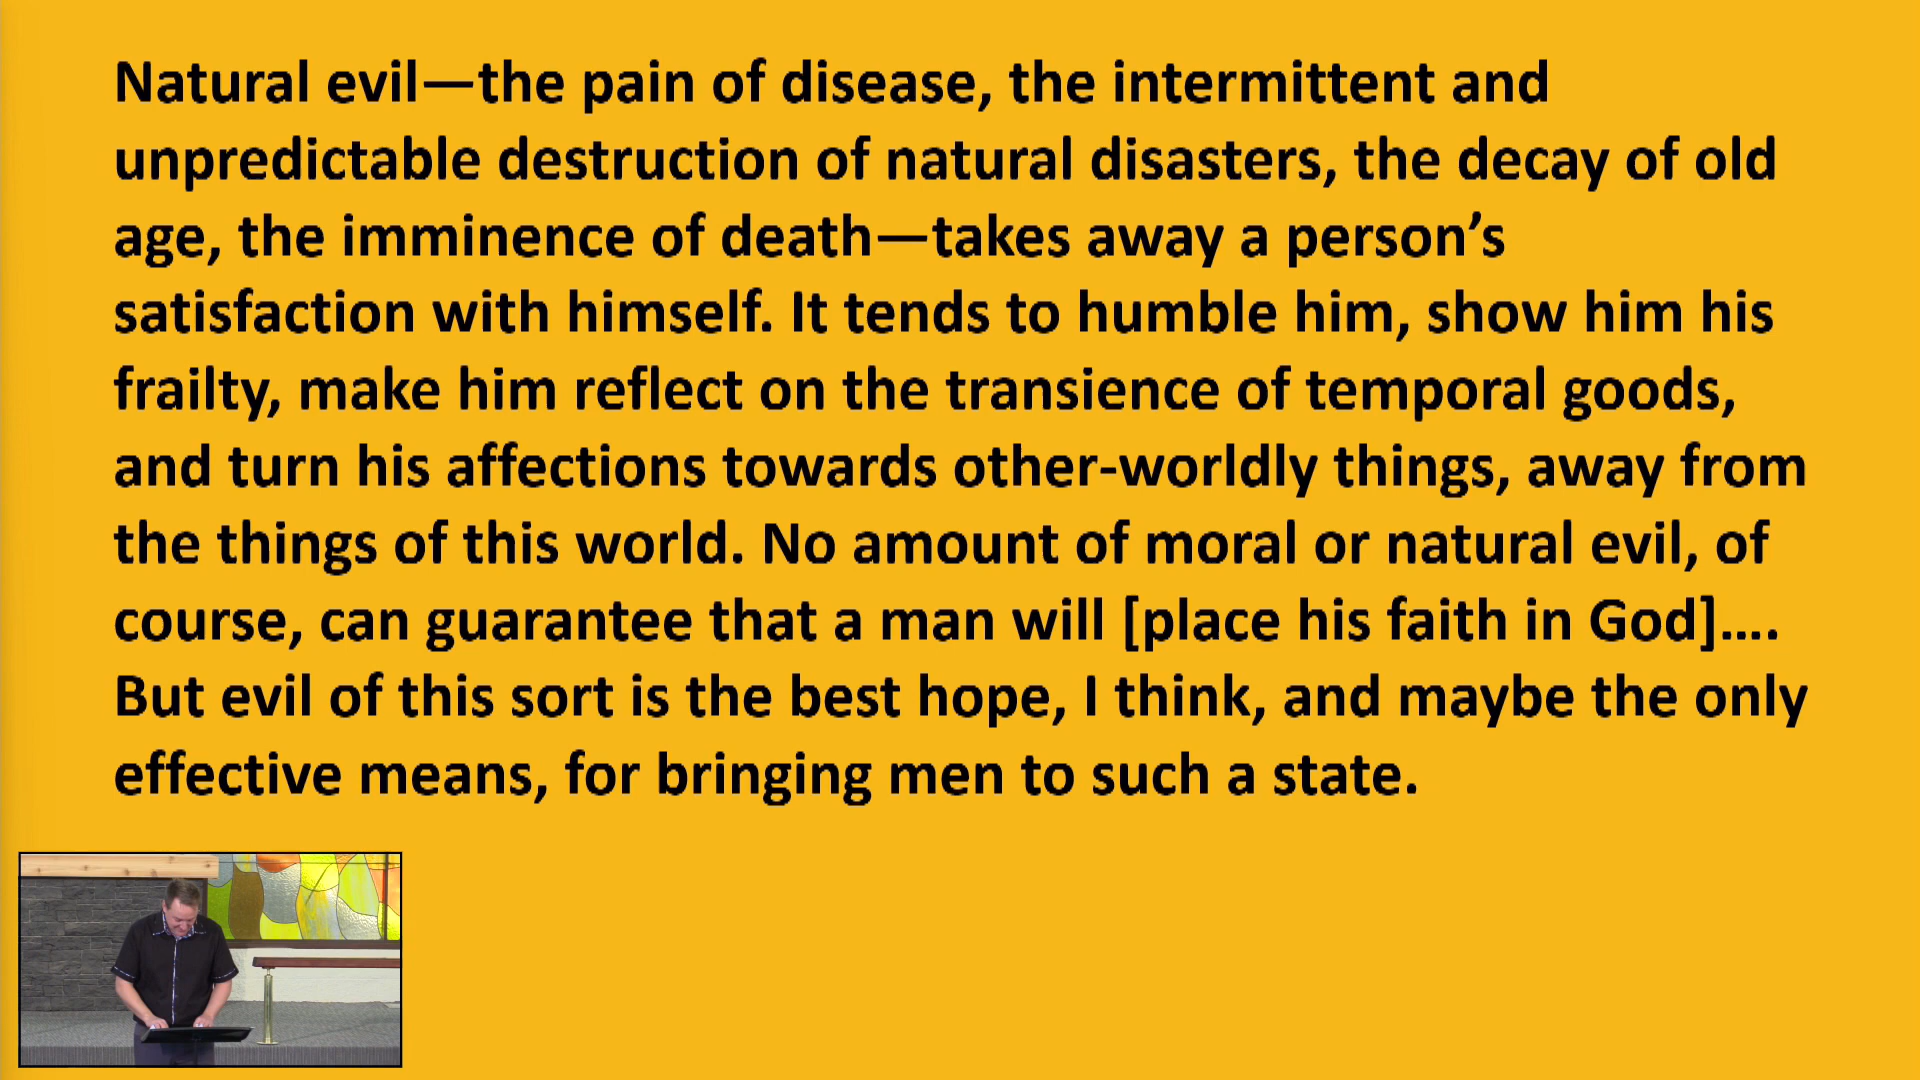 Natural evil—the pain of disease, the intermittent and
unpredictable destruction of natural disasters, the decay of old
age, the imminence of death—takes away a person’s
satisfaction with himself. It tends to humble him, show him his
frailty, make him reflect on the transience of temporal goods,
and turn his affections towards other-worldly things, away from
the things of this world. No amount of moral or natural evil, of
course, can guarantee that a man will [place his faith in God]....
But evil of this sort is the best hope, I think, and maybe the only
effective means, for bringing men to such a state.